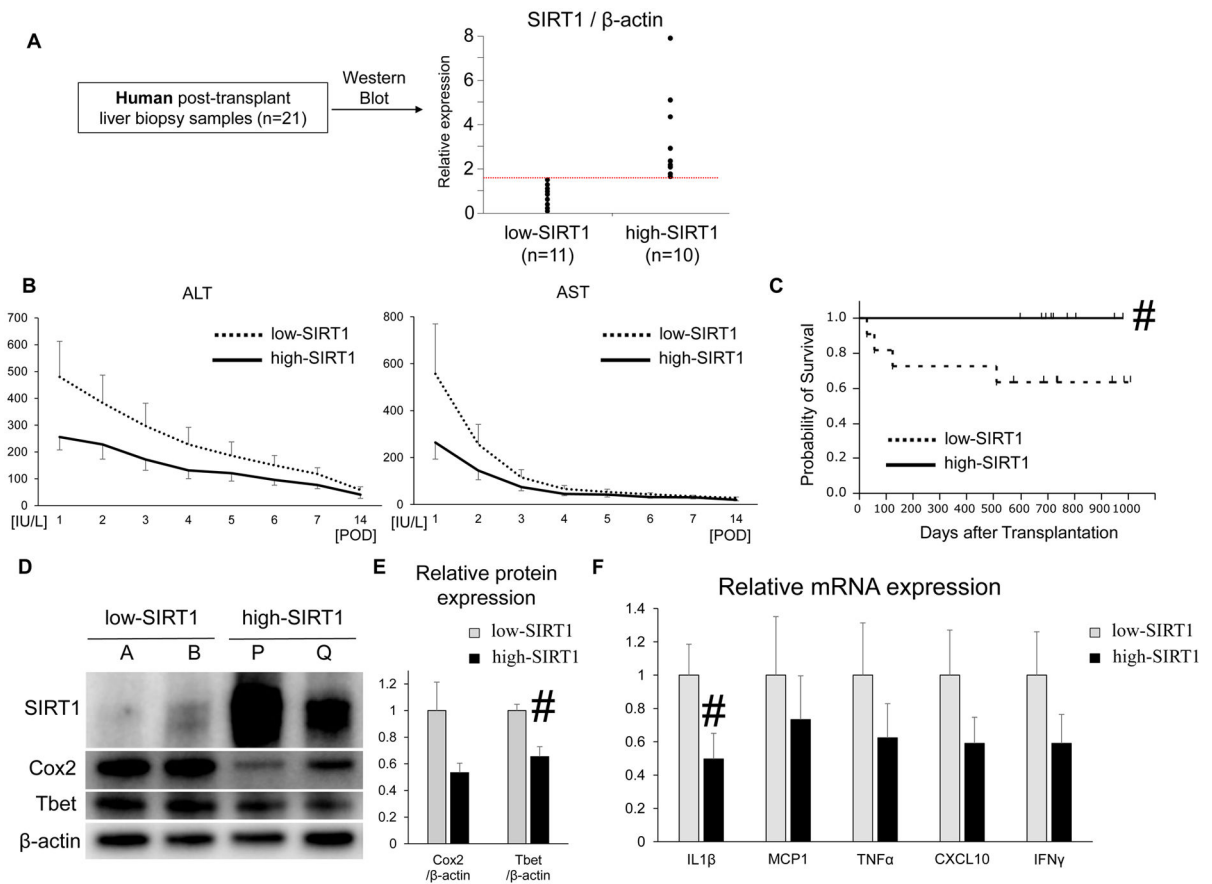 A
Human post-transplant
liver biopsy samples (n=21)
Western
Blot
SIRT1 / β-actin
Relative expression
8
6
4
2
0
low-SIRT1
(n=11)
high-SIRT1
(n=10)
B
ALT
low-SIRT1
high-SIRT1
700
600
500
400
300
200
100
0
[IU/L]
1 2 3 4 5 6 7 14
[POD]
AST
low-SIRT1
high-SIRT1
800
600
400
200
0
[IU/L]
1 2 3 4 5 6 7 14
[POD]
C
Probability of Survival
1.0
0.8
0.6
0.4
0.2
0.0
#
low-SIRT1
high-SIRT1
0 100 200 300 400 500 600 700 800 900 1000
Days after Transplantation
D
low-SIRT1 high-SIRT1
A B P Q
SIRT1
Cox2
Tbet
β-actin
E
Relative protein
expression
low-SIRT1
high-SIRT1
#
1.2
1
0.8
0.6
0.4
0.2
0
Cox2
/β-actin
Tbet
/β-actin
F
Relative mRNA expression
low-SIRT1
high-SIRT1
1.4
1.2
1
0.8
0.6
0.4
0.2
0
#
IL1β MCP1 TNFα CXCL10 IFNγ